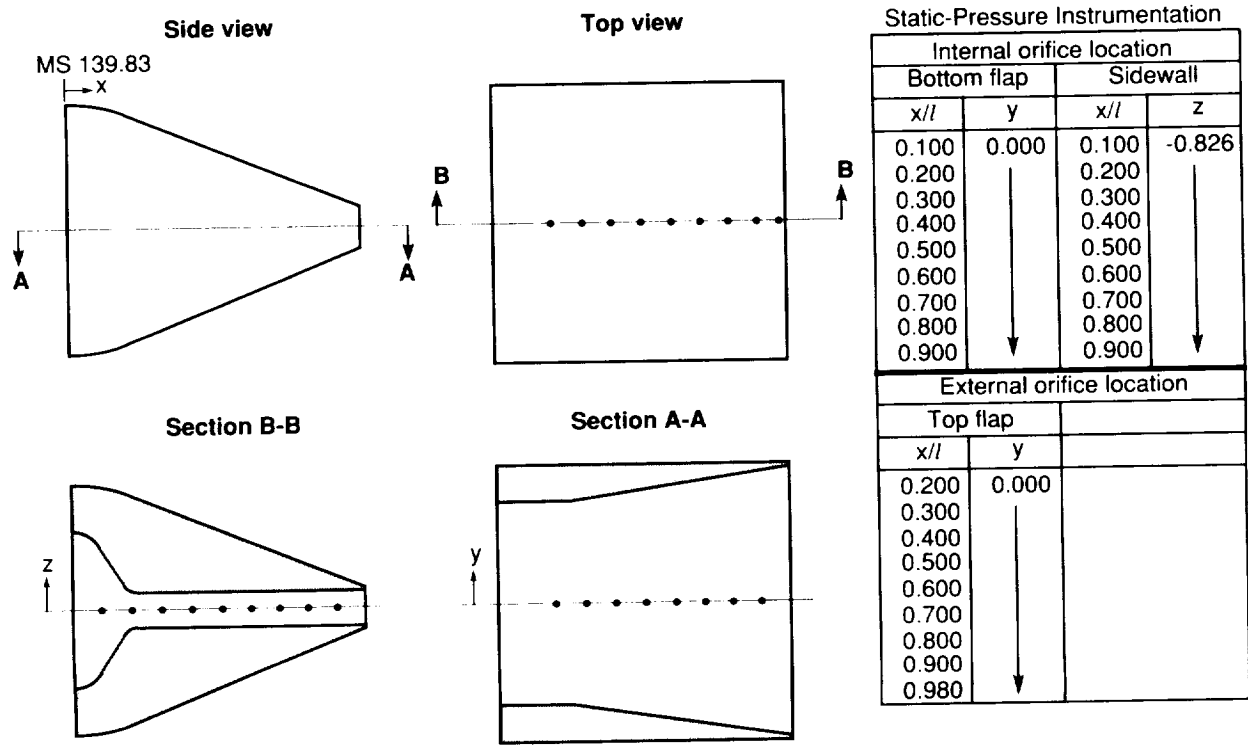 Side view
MS 139.83
x
A
A
Top view
B
B
Section B-B
z
Section A-A
y
Static-Pressure Instrumentation
Internal orifice location
Bottom flap Sidewall
x/l y x/l z
0.100 0.000 0.100 -0.826
0.200 0.200
0.300 0.300
0.400 0.400
0.500 0.500
0.600 0.600
0.700 0.700
0.800 0.800
0.900 0.900
External orifice location
Top flap
x/l y
0.200 0.000
0.300
0.400
0.500
0.600
0.700
0.800
0.900
0.980